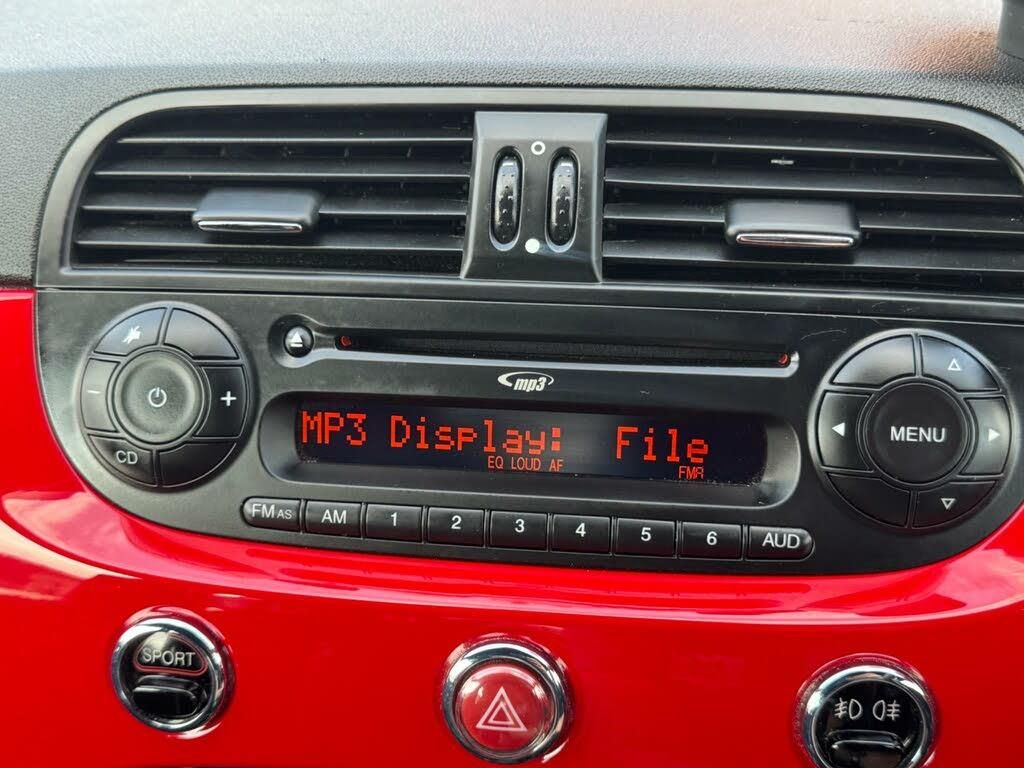 mp3
MP3 Display: File
EQ LOUD AF
FMA
CD
MENU
FM AS AM 1 2 3 4 5 6 AUD
SPORT